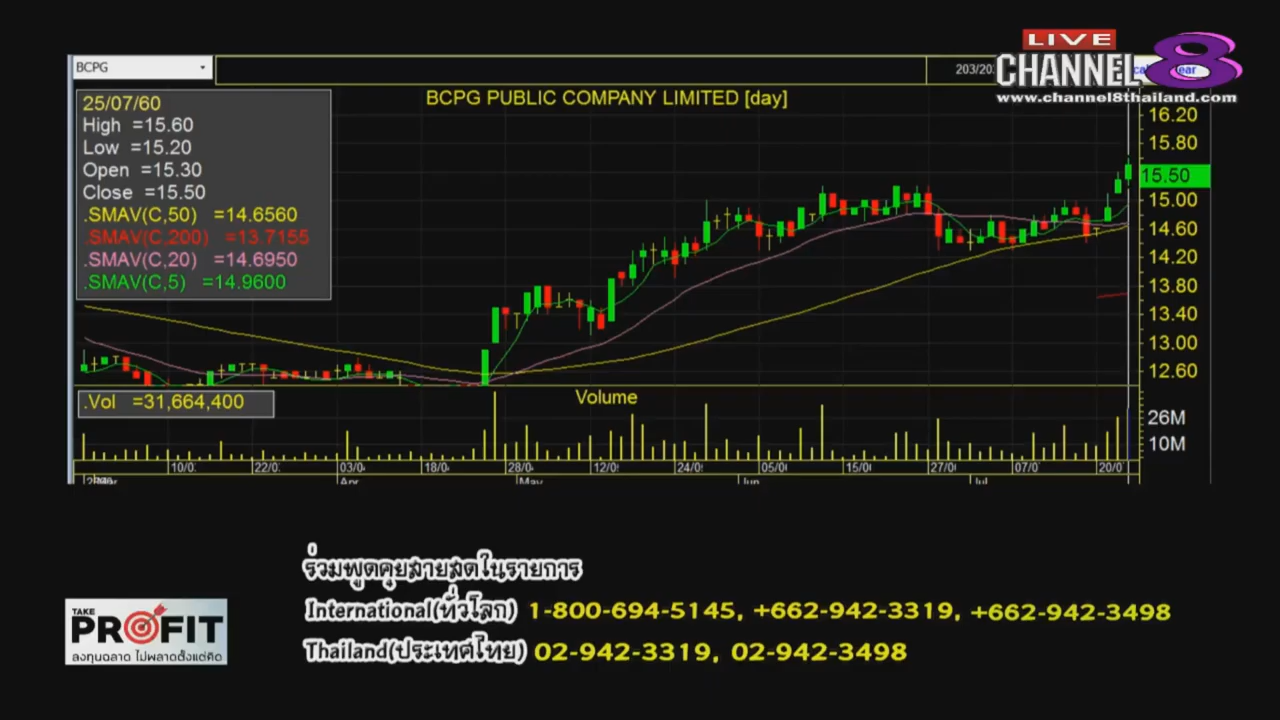 LIVE
CHANNEL 8
www.channel8thailand.com
BCPG
BCPG PUBLIC COMPANY LIMITED [day]
25/07/60
High =15.60
Low =15.20
Open =15.30
Close =15.50
.SMAV(C,50) =14.6560
.SMAV(C,200) =13.7155
.SMAV(C,20) =14.6950
.SMAV(C,5) =14.9600
16.20
15.80
15.50
15.00
14.60
14.20
13.80
13.40
13.00
12.60
.Vol =31,664,400
Volume
26M
10M
10/0 22/0 03/0 18/0 28/0 12/0 24/0 05/0 15/0 27/0 07/0 20/0
Apr May Jun Jul
ร่วมพูดคุยสายสดในรายการ
International(ทั่วโลก) 1-800-694-5145, +662-942-3319, +662-942-3498
Thailand(ประเทศไทย) 02-942-3319, 02-942-3498
TAKE
PROFIT
ลงทุนฉลาด ไม่พลาดตั้งแต่คิด